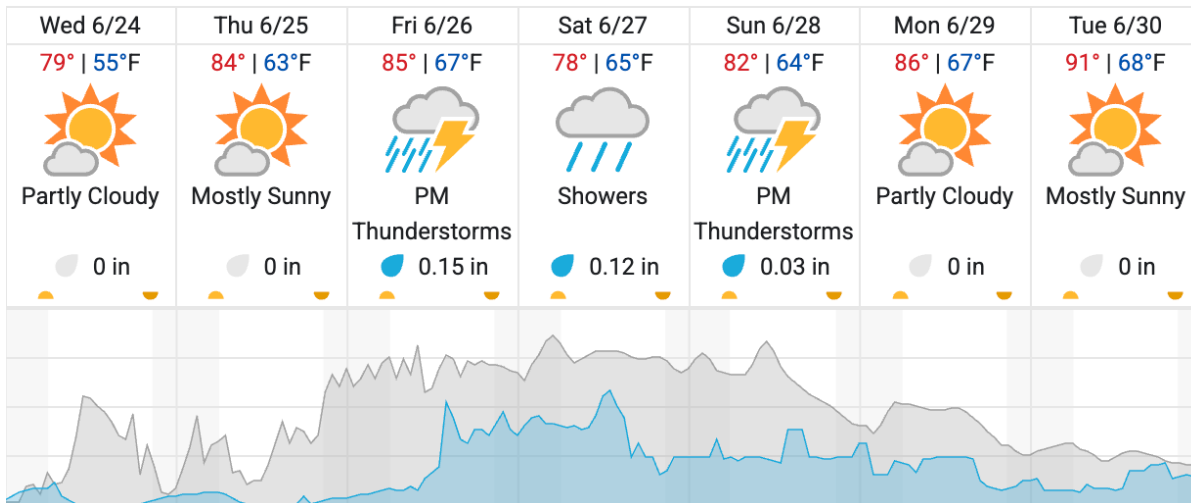 Wed 6/24 Thu 6/25 Fri 6/26 Sat 6/27 Sun 6/28 Mon 6/29 Tue 6/30
79° | 55°F 84° | 63°F 85° | 67°F 78° | 65°F 82° | 64°F 86° | 67°F 91° | 68°F
Partly Cloudy Mostly Sunny PM Showers PM Partly Cloudy Mostly Sunny
Thunderstorms Thunderstorms
0 in 0 in 0.15 in 0.12 in 0.03 in 0 in 0 in